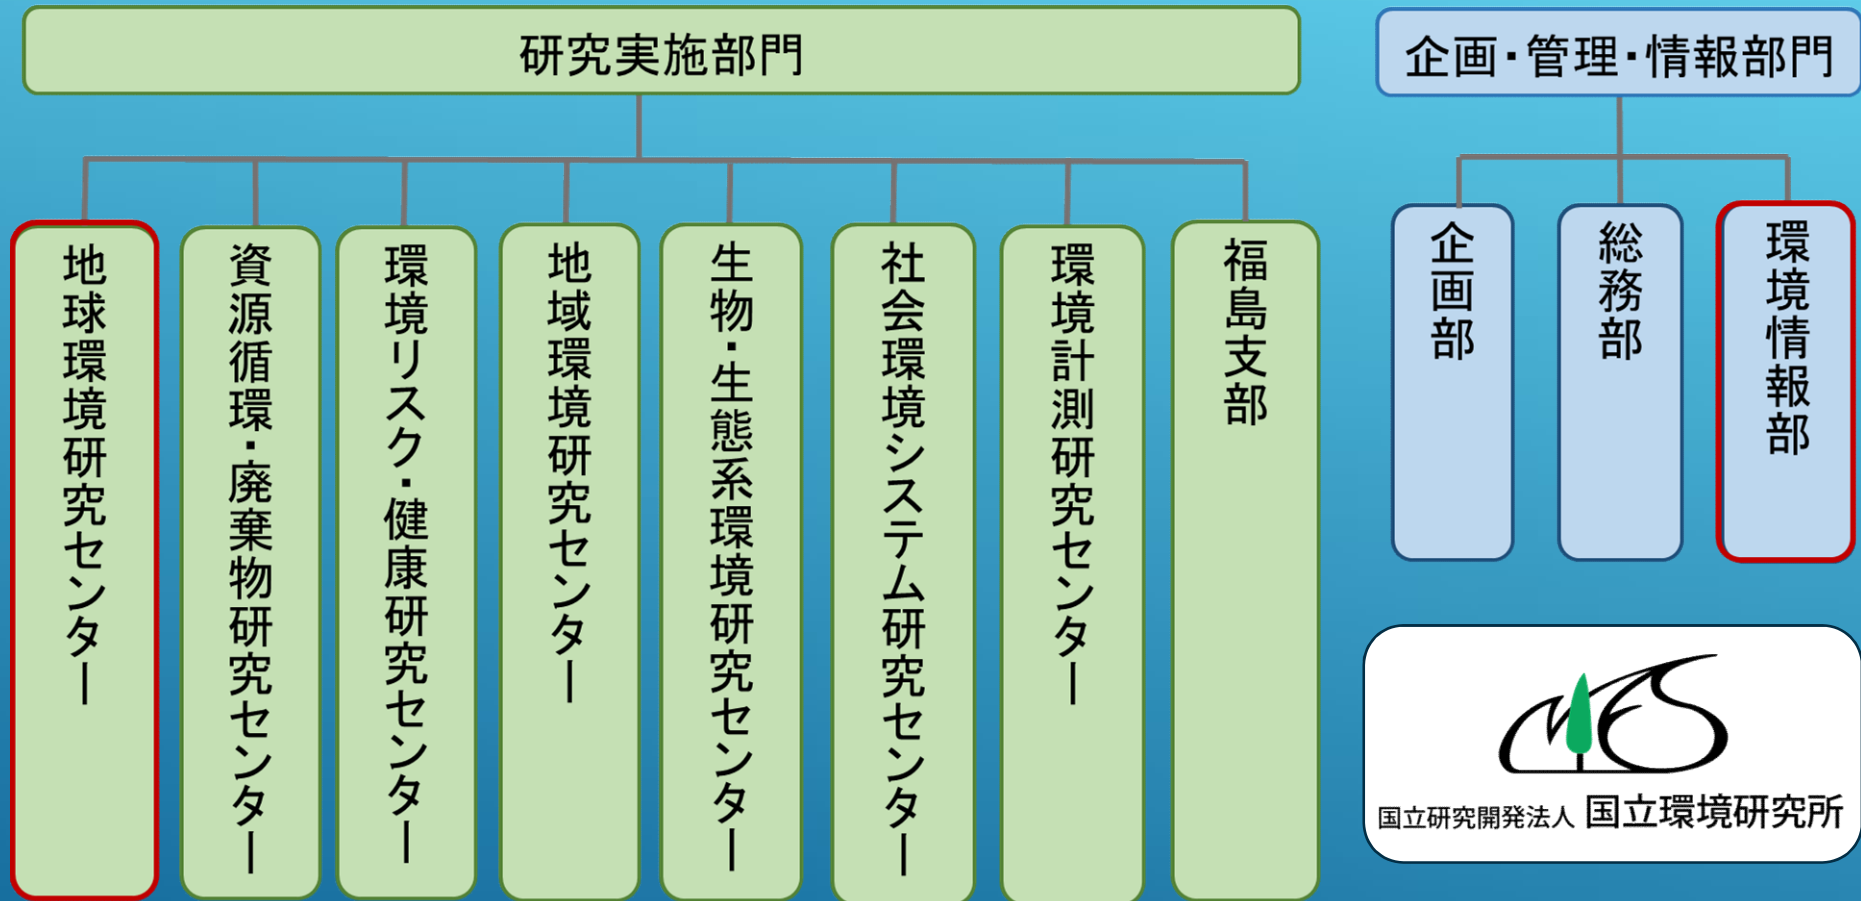 研究実施部門
企画・管理・情報部門
地球環境研究センター
資源循環・廃棄物研究センター
環境リスク・健康研究センター
地域環境研究センター
生物・生態系環境研究センター
社会環境システム研究センター
環境計測研究センター
福島支部
企画部
総務部
環境情報部
国立研究開発法人 国立環境研究所